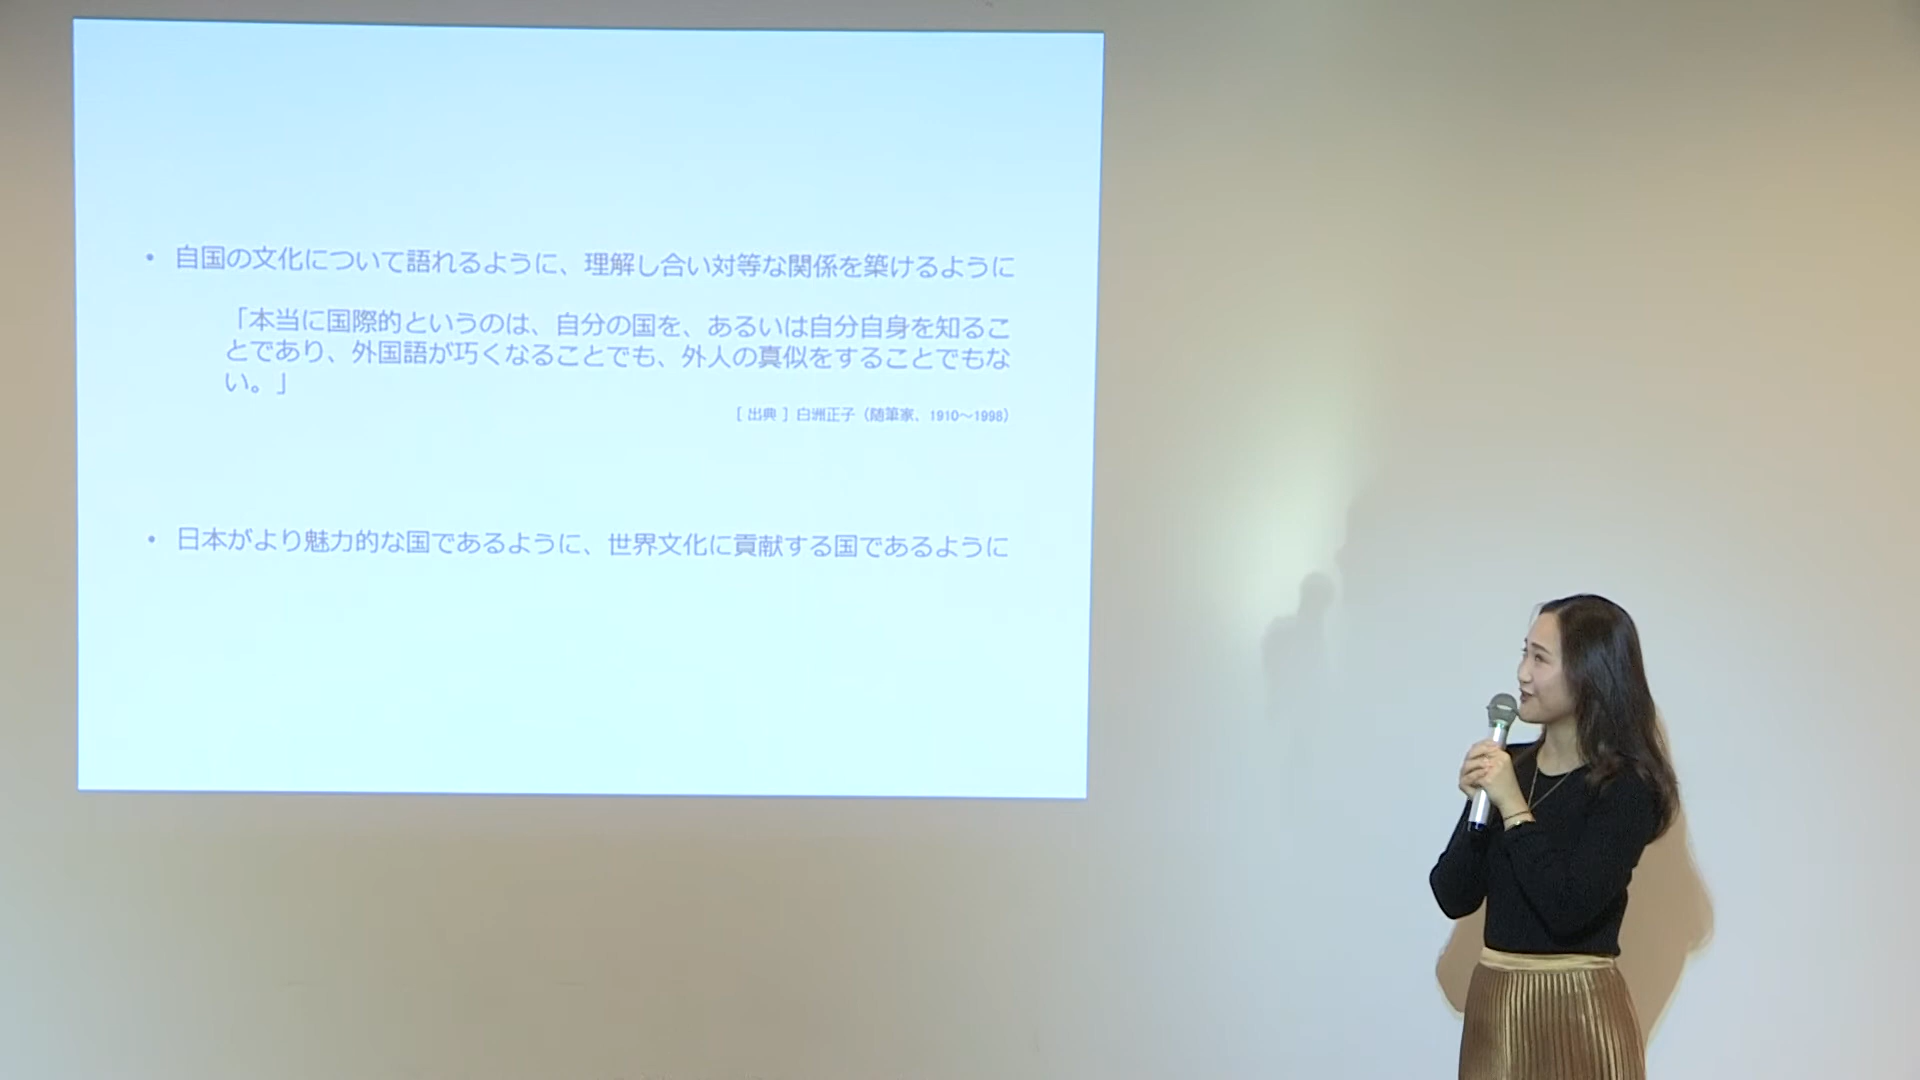 • 自国の文化について語れるように、理解し合い対等な関係を築けるように
「本当に国際的というのは、自分の国を、あるいは自分自身を知るこ
とであり、外国語が巧くなることでも、外人の真似をすることでもな
い。」
[ 出典 ] 白洲正子（随筆家、1910〜1998）
• 日本がより魅力的な国であるように、世界文化に貢献する国であるように